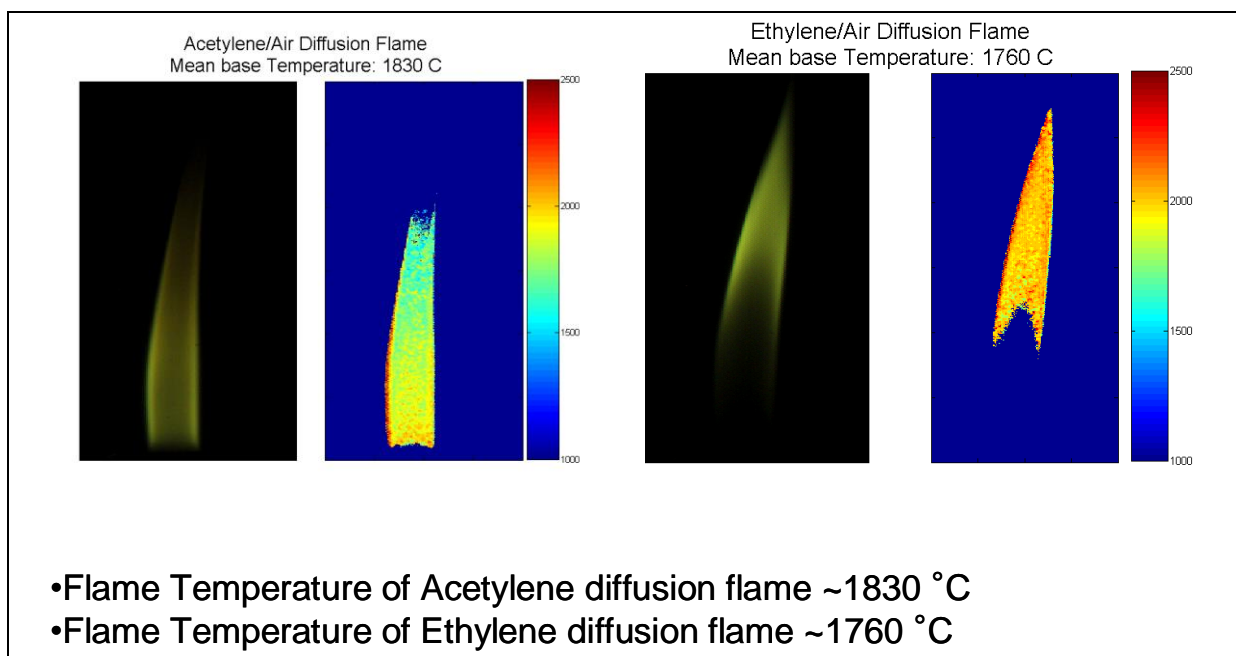 Acetylene/Air Diffusion Flame
Mean base Temperature: 1830 C
2500
2000
1500
1000
Ethylene/Air Diffusion Flame
Mean base Temperature: 1760 C
2500
2000
1500
1000
•Flame Temperature of Acetylene diffusion flame ~1830 ˚C
•Flame Temperature of Ethylene diffusion flame ~1760 ˚C